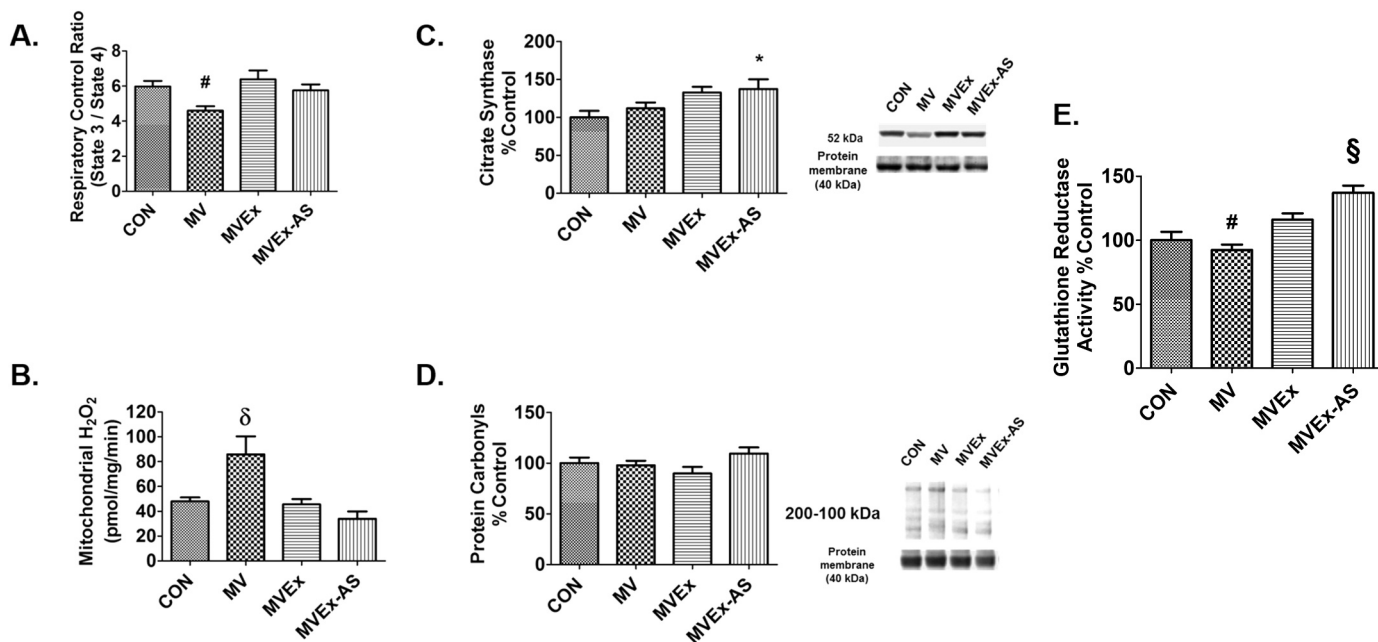 A.
Respiratory Control Ratio
(State 3 / State 4)
8
6
4
2
0
#
CON
MV
MVEx
MVEx-AS
B.
Mitochondrial H₂O₂
(pmol/mg/min)
120
100
80
60
40
20
0
δ
CON
MV
MVEx
MVEx-AS
C.
Citrate Synthase
% Control
200
150
100
50
0
*
CON
MV
MVEx
MVEx-AS
CON
MV
MVEx
MVEx-AS
52 kDa
Protein
membrane
(40 kDa)
D.
Protein Carbonyls
% Control
150
100
50
0
CON
MV
MVEx
MVEx-AS
CON
MV
MVEx
MVEx-AS
200-100 kDa
Protein
membrane
(40 kDa)
E.
Glutathione Reductase
Activity % Control
150
100
50
0
#
§
CON
MV
MVEx
MVEx-AS